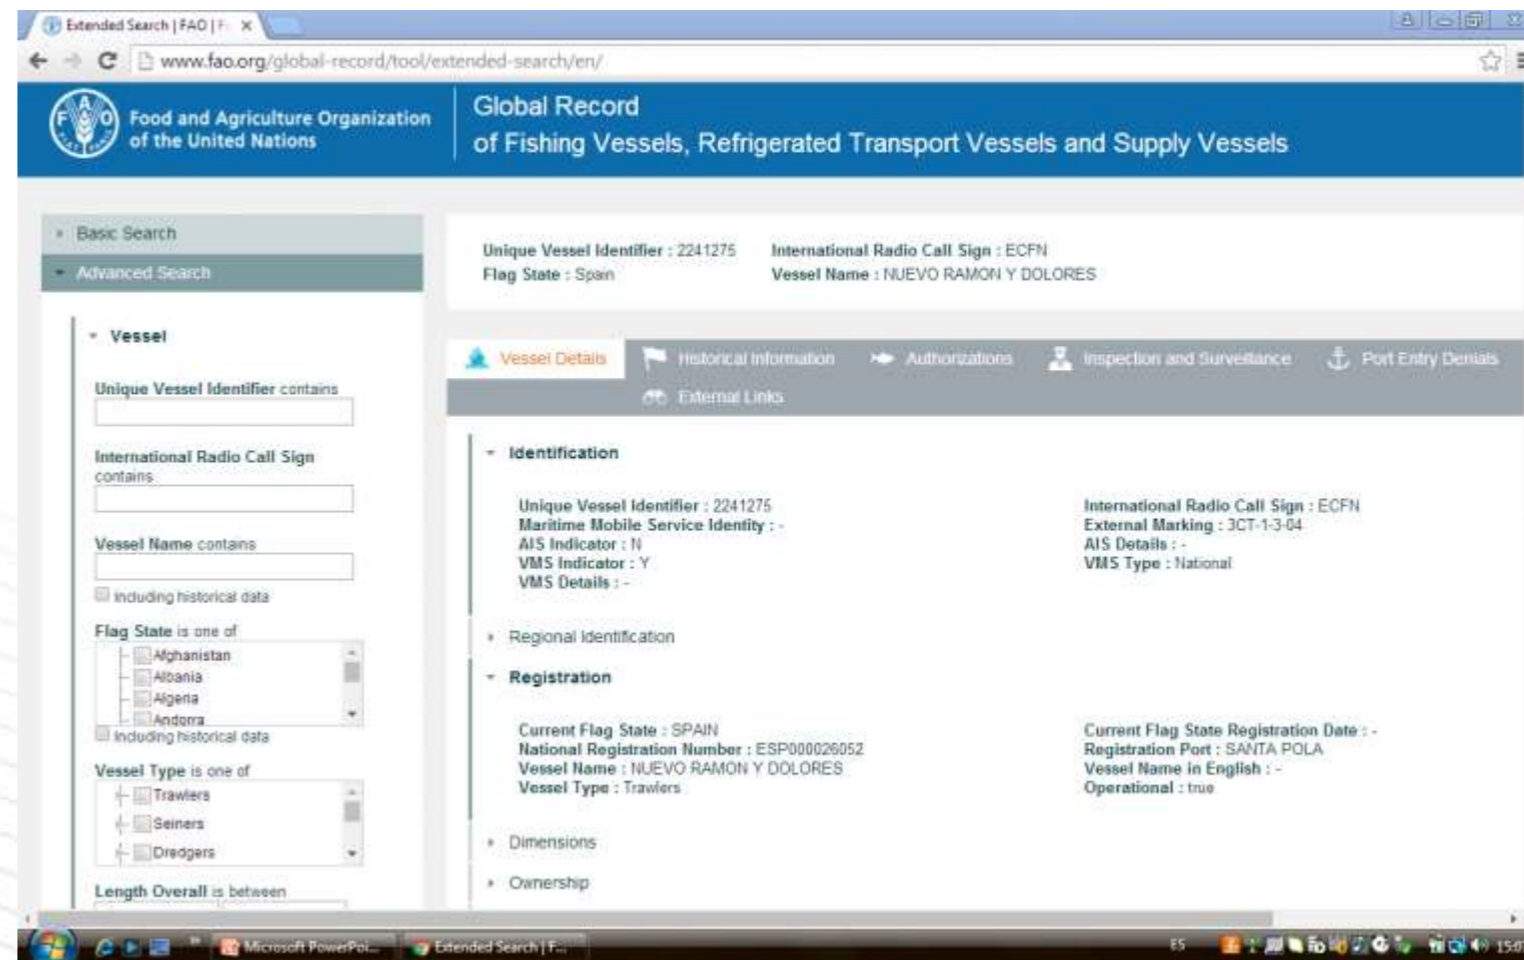 Extended Search | FAO | F
www.fao.org/global-record/tool/extended-search/en/
FAO
Food and Agriculture Organization
of the United Nations
Global Record
of Fishing Vessels, Refrigerated Transport Vessels and Supply Vessels
Basic Search
Advanced Search
Vessel
Unique Vessel Identifier contains
International Radio Call Sign
contains
Vessel Name contains
Including historical data
Flag State is one of
Afghanistan
Albania
Algeria
Andorra
Including historical data
Vessel Type is one of
Trawlers
Seiners
Dredgers
Length Overall is between
Unique Vessel Identifier : 2241275 International Radio Call Sign : ECFN
Flag State : Spain Vessel Name : NUEVO RAMON Y DOLORES
Vessel Details Historical Information Authorizations Inspection and Surveillance Port Entry Denials
External Links
Identification
Unique Vessel Identifier : 2241275 International Radio Call Sign : ECFN
Maritime Mobile Service Identity : - External Marking : 3CT-1-3-04
AIS Indicator : N AIS Details : -
VMS Indicator : Y VMS Type : National
VMS Details : -
Regional Identification
Registration
Current Flag State : SPAIN Current Flag State Registration Date : -
National Registration Number : ESP000026052 Registration Port : SANTA POLA
Vessel Name : NUEVO RAMON Y DOLORES Vessel Name in English : -
Vessel Type : Trawlers Operational : true
Dimensions
Ownership
Microsoft PowerPoi... Extended Search | F... ES 15:0